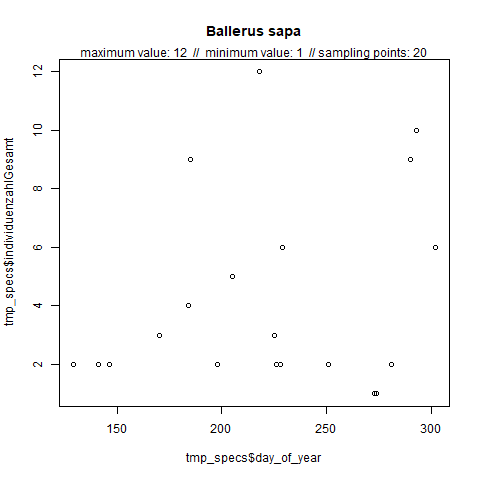 Ballerus sapa
maximum value: 12 // minimum value: 1 // sampling points: 20
tmp_specs$individuenzahlGesamt
12
10
8
6
4
2
150 200 250 300
tmp_specs$day_of_year